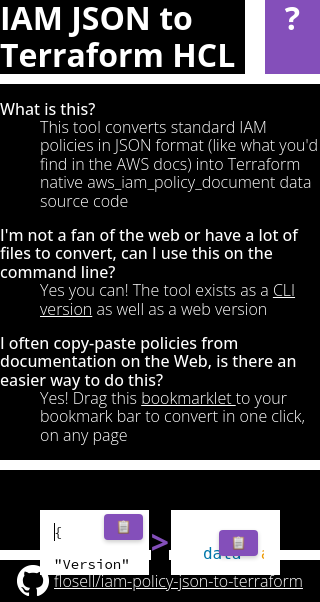 IAM JSON to
Terraform HCL
?
What is this?
This tool converts standard IAM
policies in JSON format (like what you'd
find in the AWS docs) into Terraform
native aws_iam_policy_document data
source code
I'm not a fan of the web or have a lot of
files to convert, can I use this on the
command line?
Yes you can! The tool exists as a CLI
version as well as a web version
I often copy-paste policies from
documentation on the Web, is there an
easier way to do this?
Yes! Drag this bookmarklet to your
bookmark bar to convert in one click,
on any page
{
"Version"
>
data
flosell/iam-policy-json-to-terraform